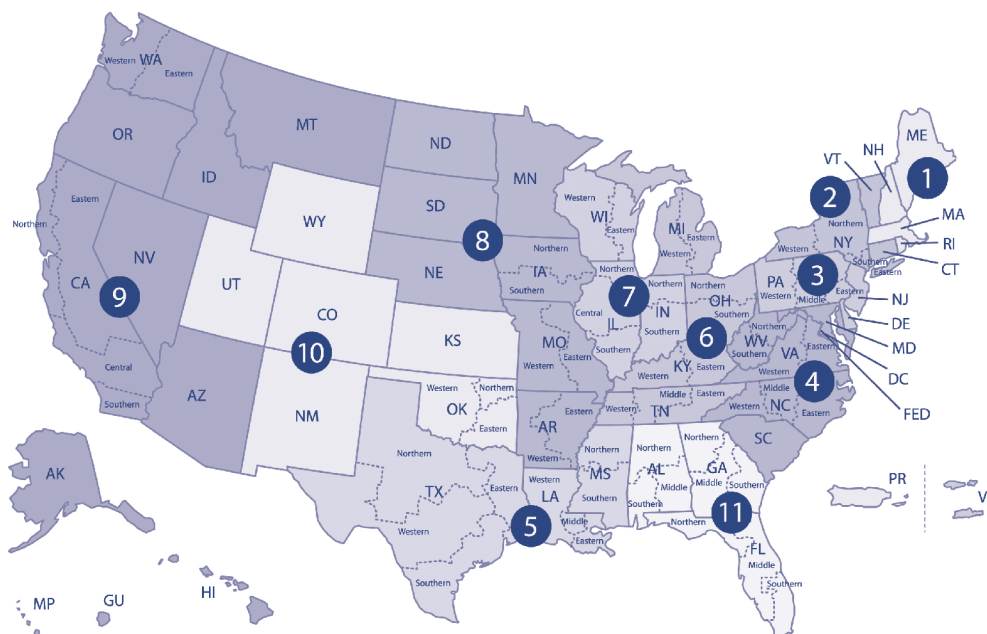 WA
Western
Eastern
OR
ID
MT
ND
MN
SD
8
WY
NE
NV
9
UT
CO
10
KS
Northern
Eastern
CA
Central
Southern
AZ
NM
Western
OK
Northern
Eastern
Northern
TX
Western
Eastern
Southern
5
Western
LA
Middle
Eastern
Northern
IA
Southern
MO
Western
Eastern
AR
Eastern
Western
Western
WI
Eastern
MI
Western
Eastern
7
Northern
Central
IL
Southern
Northern
IN
Southern
Northern
OH
Southern
6
KY
Western
Eastern
Western
TN
Middle
Eastern
Northern
MS
Southern
Northern
AL
Middle
Southern
Northern
GA
Middle
Southern
11
Northern
FL
Middle
Southern
SC
Western
Middle
NC
Eastern
4
Eastern
VA
Western
Northern
WV
Southern
3
PA
Western
Middle
Eastern
2
Northern
NY
Western
Southern
Eastern
VT
NH
ME
1
MA
RI
CT
NJ
DE
MD
DC
FED
PR
V
AK
HI
GU
MP